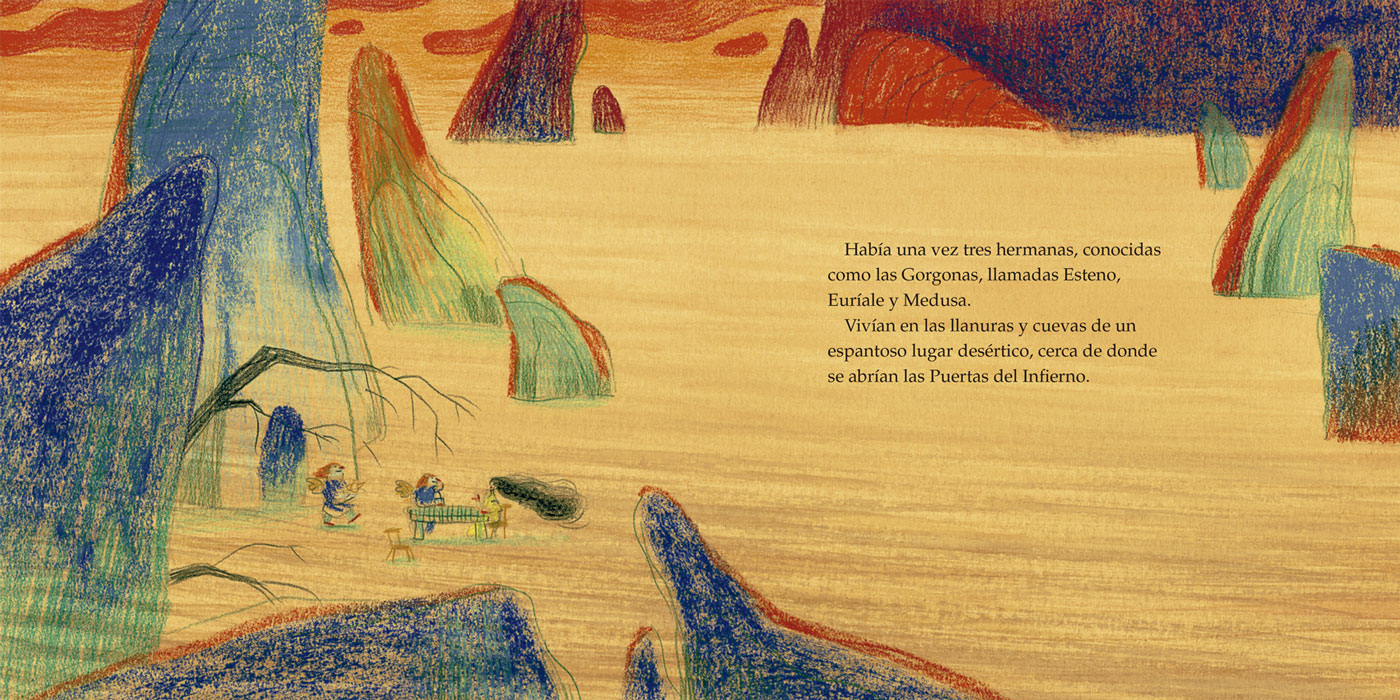 Había una vez tres hermanas, conocidas
como las Gorgonas, llamadas Esteno,
Euríale y Medusa.
Vivían en las llanuras y cuevas de un
espantoso lugar desértico, cerca de donde
se abrían las Puertas del Infierno.